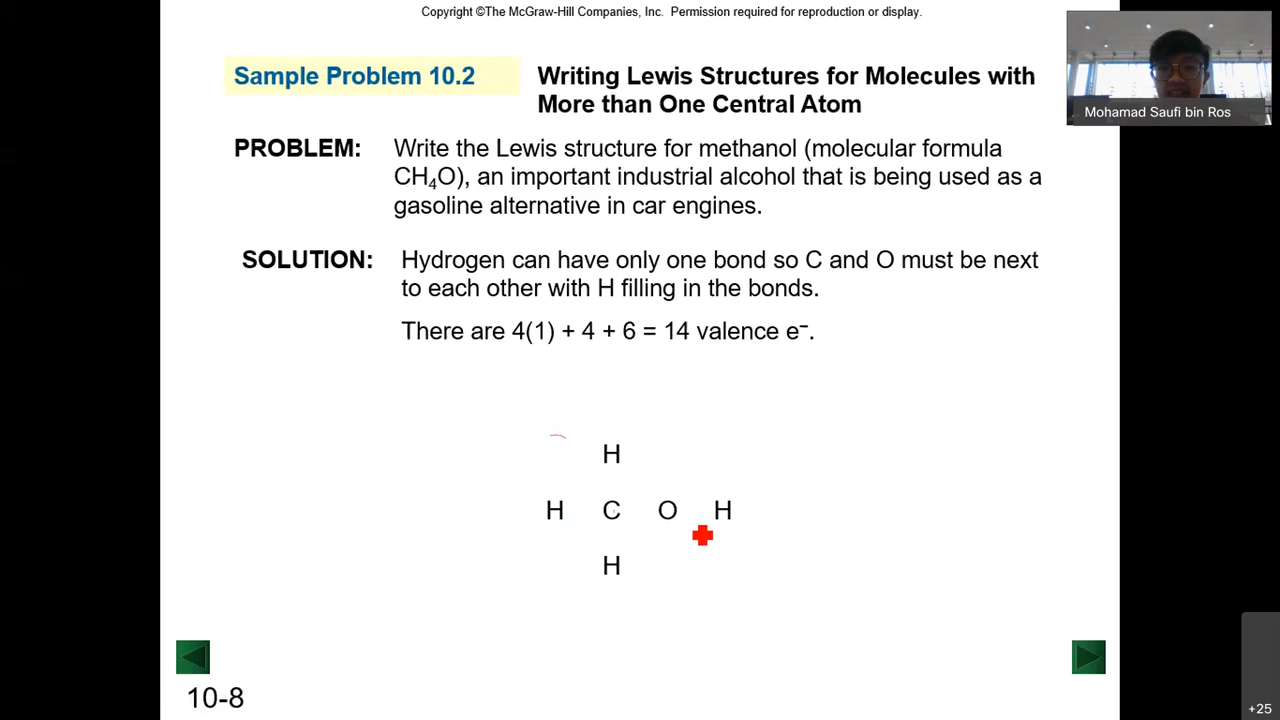 Copyright ©The McGraw-Hill Companies, Inc. Permission required for reproduction or display.
Sample Problem 10.2
Writing Lewis Structures for Molecules with
More than One Central Atom
Mohamad Saufi bin Ros
PROBLEM:
Write the Lewis structure for methanol (molecular formula
CH₄O), an important industrial alcohol that is being used as a
gasoline alternative in car engines.
SOLUTION:
Hydrogen can have only one bond so C and O must be next
to each other with H filling in the bonds.
There are 4(1) + 4 + 6 = 14 valence e⁻.
H
H C O H
H
10-8
+25